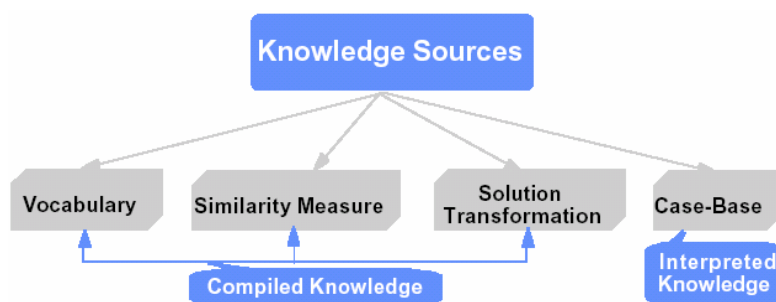 Knowledge Sources
Vocabulary
Similarity Measure
Solution
Transformation
Case-Base
Compiled Knowledge
Interpreted
Knowledge